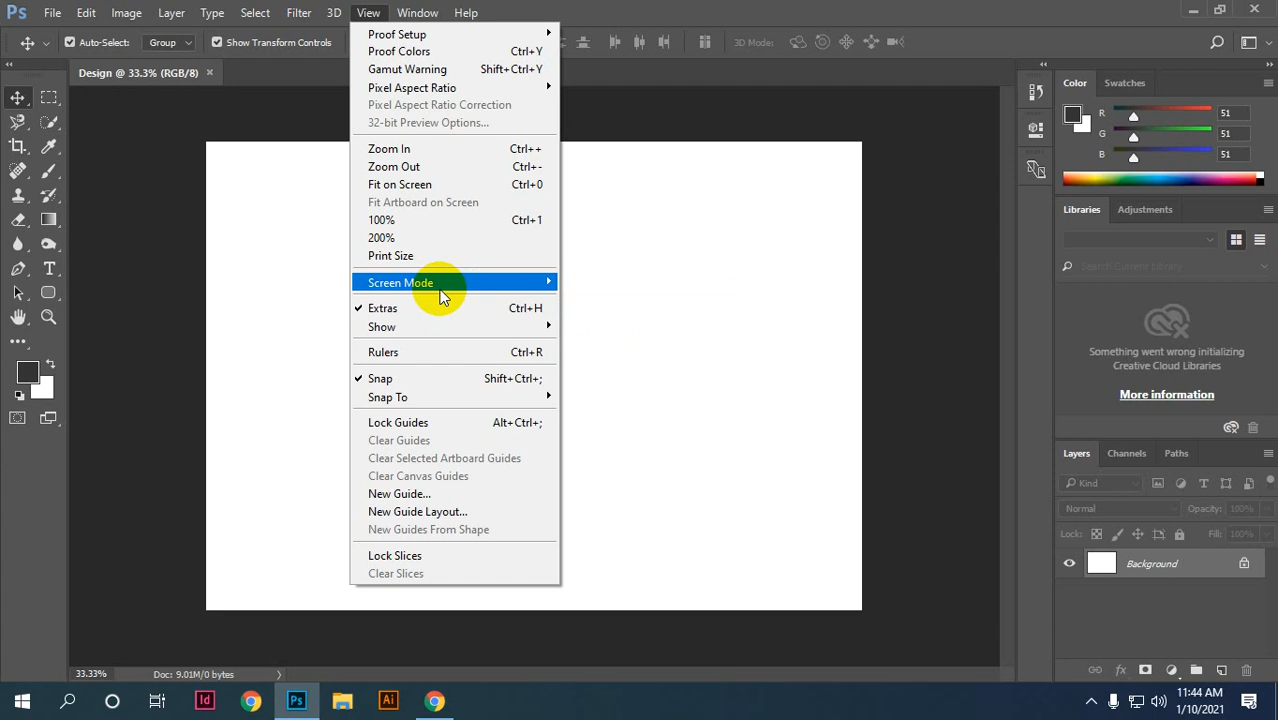 Ps File Edit Image Layer Type Select Filter 3D View Window Help
Auto-Select: Group Show Transform Controls 3D Mode:
Design @ 33.3% (RGB/8) ×
Proof Setup
Proof Colors Ctrl+Y
Gamut Warning Shift+Ctrl+Y
Pixel Aspect Ratio
Pixel Aspect Ratio Correction
32-bit Preview Options...
Zoom In Ctrl++
Zoom Out Ctrl+-
Fit on Screen Ctrl+0
Fit Artboard on Screen
100% Ctrl+1
200%
Print Size
Screen Mode
Extras Ctrl+H
Show
Rulers Ctrl+R
Snap Shift+Ctrl+;
Snap To
Lock Guides Alt+Ctrl+;
Clear Guides
Clear Selected Artboard Guides
Clear Canvas Guides
New Guide...
New Guide Layout...
New Guides From Shape
Lock Slices
Clear Slices
Color Swatches
R 51
G 51
B 51
Libraries Adjustments
Search Current Library
Something went wrong initializing
Creative Cloud Libraries
More information
Layers Channels Paths
Kind
Normal Opacity: 100%
Lock: Fill: 100%
Background
33.33% Doc: 9.01M/0 bytes
Id Ps Ai
11:44 AM
1/10/2021